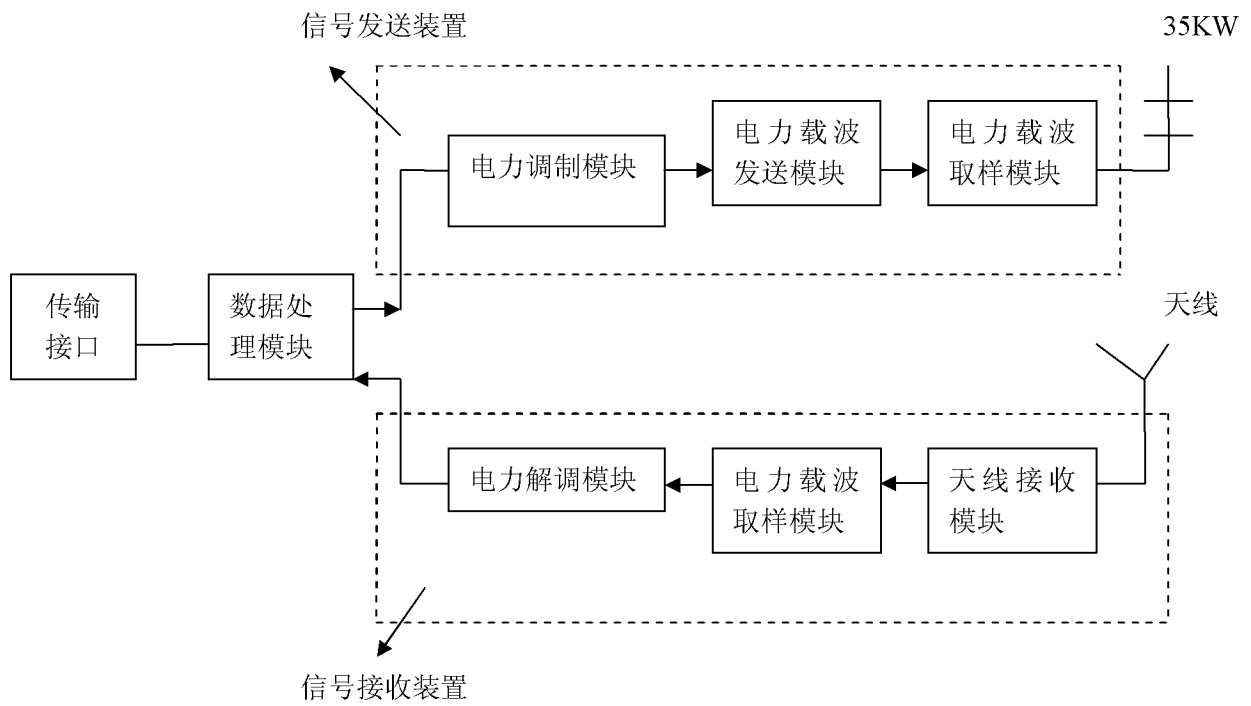 信号发送装置
35KW
电力调制模块
电力载波
发送模块
电力载波
取样模块
传输
接口
数据处
理模块
天线
电力解调模块
电力载波
取样模块
天线接收
模块
信号接收装置